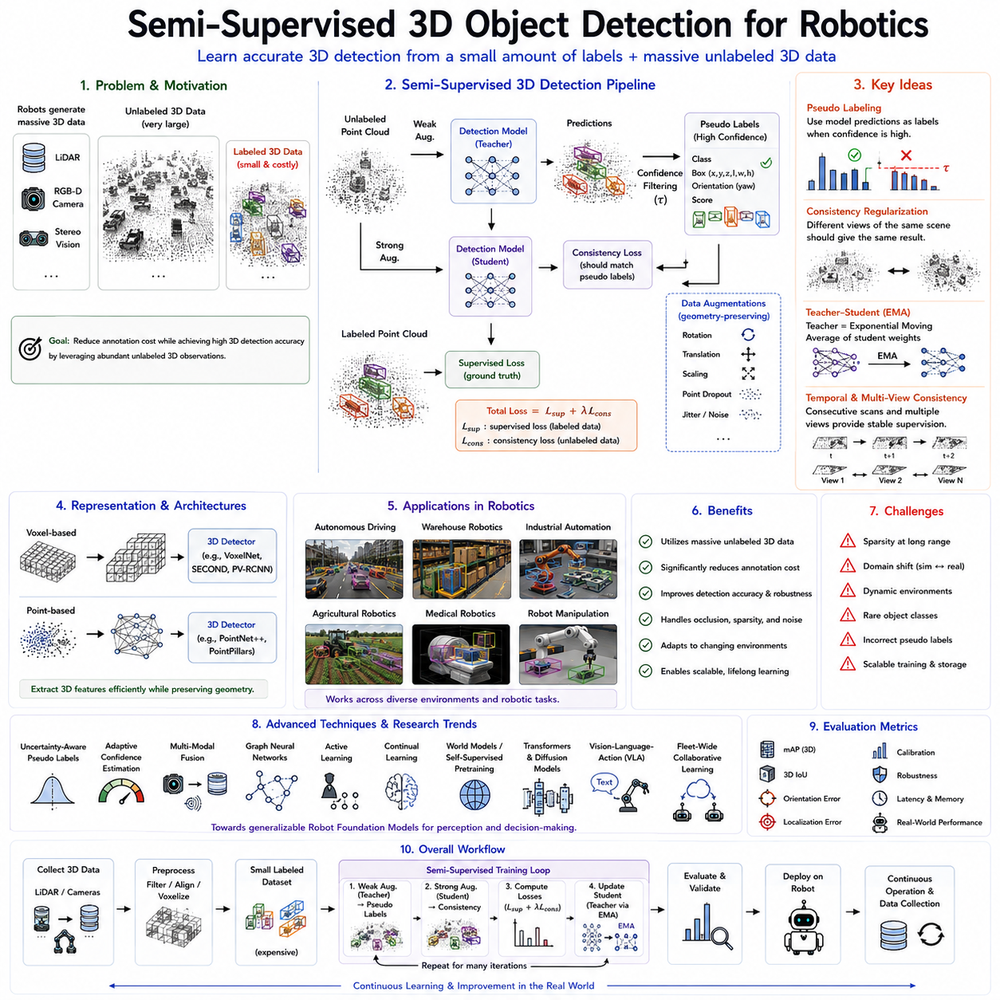 Semi-Supervised 3D Object Detection for Robotics
Learn accurate 3D detection from a small amount of labels + massive unlabeled 3D data
1. Problem & Motivation
Robots generate
massive 3D data
LiDAR
RGB-D
Camera
Stereo
Vision
...
Unlabeled 3D Data
(very large)
...
Labeled 3D Data
(small & costly)
...
Goal: Reduce annotation cost while achieving high 3D detection accuracy
by leveraging abundant unlabeled 3D observations.
2. Semi-Supervised 3D Detection Pipeline
Unlabeled
Point Cloud
Weak
Aug.
Detection Model
(Teacher)
Predictions
Confidence
Filtering
(τ)
Pseudo Labels
(High Confidence)
Class
Box (x,y,z,l,w,h)
Orientation (yaw)
Score
Strong
Aug.
Detection Model
(Student)
Consistency Loss
(should match
pseudo labels)
Labeled Point Cloud
Supervised Loss
(ground truth)
Total Loss = L_sup + λL_cons
L_sup : supervised loss (labeled data)
L_cons : consistency loss (unlabeled data)
Data Augmentations
(geometry-preserving)
Rotation
Translation
Scaling
Point Dropout
Jitter / Noise
...
3. Key Ideas
Pseudo Labeling
Use model predictions as labels
when confidence is high.
τ
Consistency Regularization
Different views of the same scene
should give the same result.
Teacher-Student (EMA)
Teacher = Exponential Moving
Average of student weights
EMA
Temporal & Multi-View Consistency
Consecutive scans and multiple
views provide stable supervision.
t
t+1
t+2
View 1
View 2
View N
4. Representation & Architectures
Voxel-based
3D Detector
(e.g., VoxelNet,
SECOND, PV-RCNN)
Point-based
3D Detector
(e.g., PointNet++,
PointPillars)
Extract 3D features efficiently while preserving geometry.
5. Applications in Robotics
Autonomous Driving
Warehouse Robotics
Industrial Automation
Agricultural Robotics
Medical Robotics
Robot Manipulation
Works across diverse environments and robotic tasks.
6. Benefits
Utilizes massive unlabeled 3D data
Significantly reduces annotation cost
Improves detection accuracy & robustness
Handles occlusion, sparsity, and noise
Adapts to changing environments
Enables scalable, lifelong learning
7. Challenges
Sparsity at long range
Domain shift (sim ↔ real)
Dynamic environments
Rare object classes
Incorrect pseudo labels
Scalable training & storage
8. Advanced Techniques & Research Trends
Uncertainty-Aware
Pseudo Labels
Adaptive
Confidence
Estimation
Multi-Modal
Fusion
Graph Neural
Networks
Active
Learning
Continual
Learning
World Models /
Self-Supervised
Pretraining
Transformers
& Diffusion
Models
Vision-Language-
Action (VLA)
Text
Fleet-Wide
Collaborative
Learning
Towards generalizable Robot Foundation Models for perception and decision-making.
9. Evaluation Metrics
mAP (3D)
3D IoU
Orientation Error
Localization Error
Calibration
Robustness
Latency & Memory
Real-World Performance
10. Overall Workflow
Collect 3D Data
LiDAR / Cameras
...
...
Preprocess
Filter / Align /
Voxelize
Small Labeled
Dataset
(expensive)
Semi-Supervised Training Loop
1. Weak Aug.
(Teacher)
→ Pseudo
Labels
2. Strong Aug.
(Student)
→ Consistency
3. Compute
Losses
(L_sup + λL_cons)
4. Update
Student
(Teacher via
EMA)
EMA
Repeat for many iterations
Evaluate &
Validate
Deploy on
Robot
Continuous
Operation &
Data Collection
Continuous Learning & Improvement in the Real World